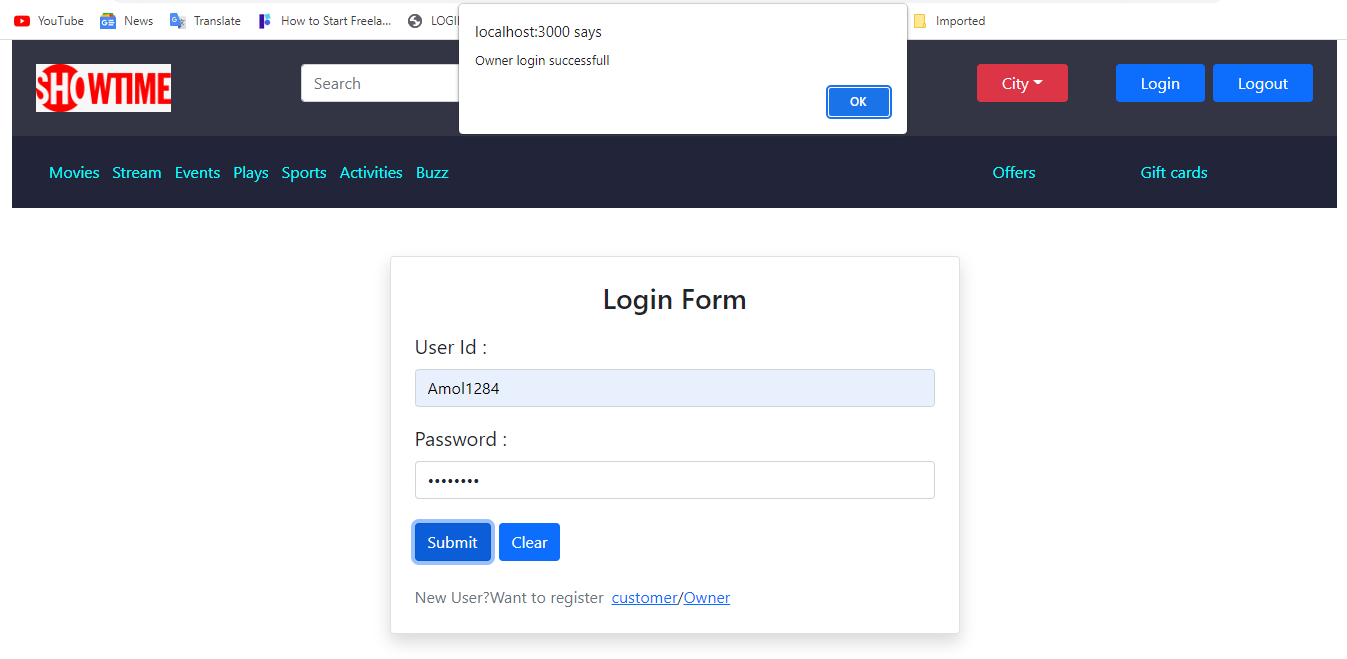 YouTube News Translate How to Start Freela... LOGI Imported
localhost:3000 says
Owner login successfull
OK
SHOWTIME Search City Login Logout
Movies Stream Events Plays Sports Activities Buzz Offers Gift cards
Login Form
User Id :
Amol1284
Password :
••••••••
Submit Clear
New User?Want to register customer/Owner